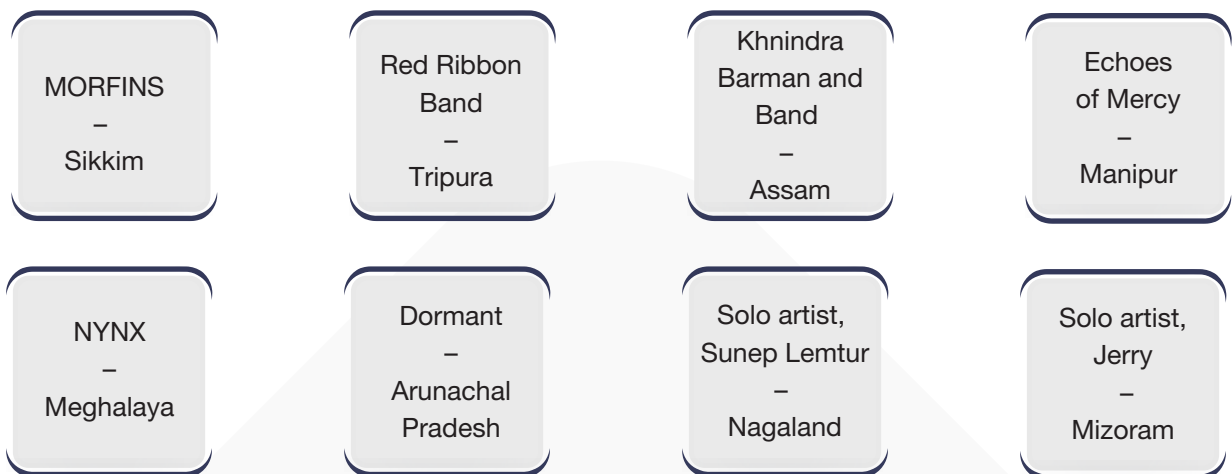 MORFINS
–
Sikkim
Red Ribbon
Band
–
Tripura
Khnindra
Barman and
Band
–
Assam
Echoes
of Mercy
–
Manipur
NYNX
–
Meghalaya
Dormant
–
Arunachal
Pradesh
Solo artist,
Sunep Lemtur
–
Nagaland
Solo artist,
Jerry
–
Mizoram